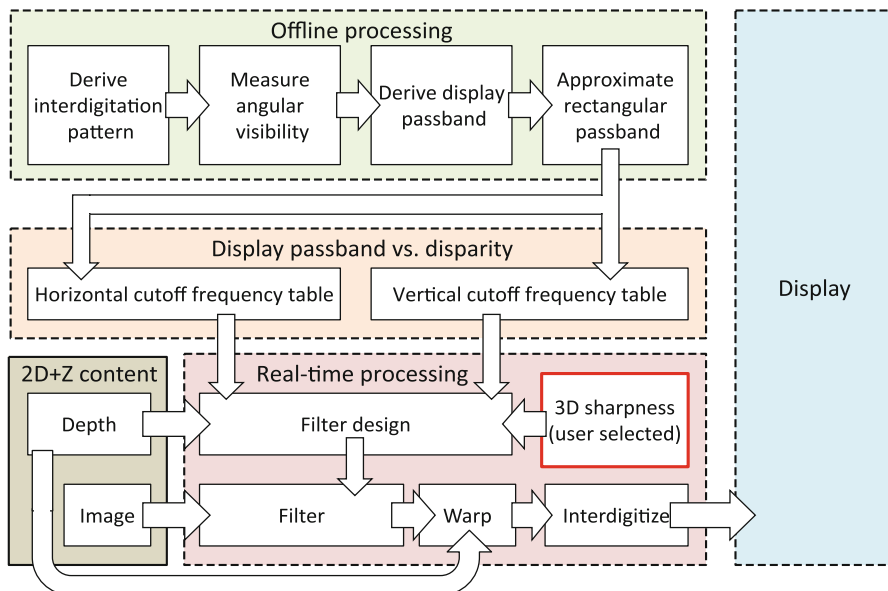 Offline processing
Derive
interdigitation
pattern
Measure
angular
visibility
Derive display
passband
Approximate
rectangular
passband
Display passband vs. disparity
Horizontal cutoff frequency table
Vertical cutoff frequency table
Display
2D+Z content
Real-time processing
Depth
Filter design
3D sharpness
(user selected)
Image
Filter
Warp
Interdigitize